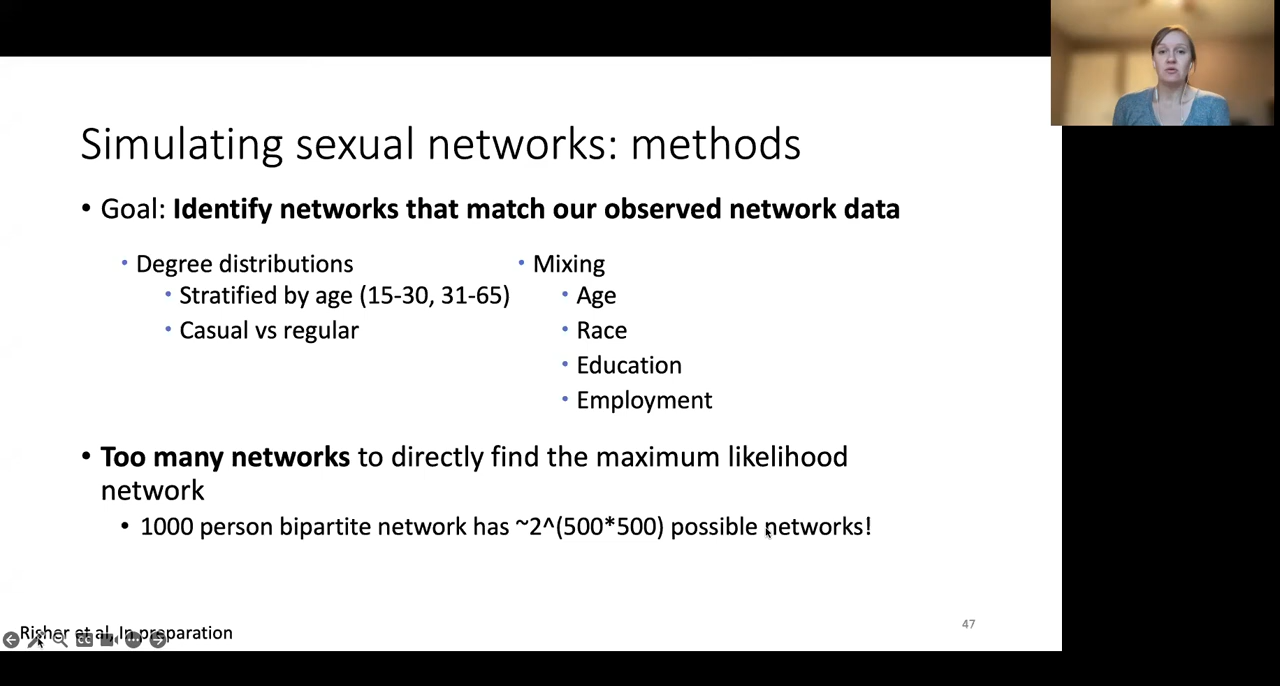 Simulating sexual networks: methods
• Goal: Identify networks that match our observed network data
• Degree distributions
• Stratified by age (15-30, 31-65)
• Casual vs regular
• Mixing
• Age
• Race
• Education
• Employment
• Too many networks to directly find the maximum likelihood
network
• 1000 person bipartite network has ~2^(500*500) possible networks!
Risher et al, In preparation
47